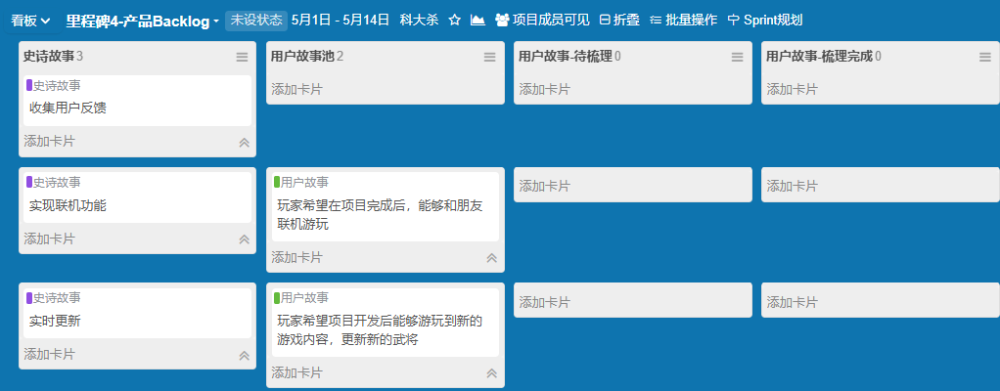 看板 里程碑4-产品Backlog 未设状态 5月1日 - 5月14日 科大杀 项目成员可见 折叠 批量操作 Sprint规划
史诗故事 3 用户故事池 2 用户故事-待梳理 0 用户故事-梳理完成 0
史诗故事 添加卡片 添加卡片 添加卡片
收集用户反馈
添加卡片
史诗故事 用户故事 添加卡片 添加卡片
实现联机功能 玩家希望在项目完成后，能够和朋友
联机游玩
添加卡片
添加卡片
史诗故事 用户故事 添加卡片 添加卡片
实时更新 玩家希望项目开发后能够游玩到新的
游戏内容，更新新的武将
添加卡片
添加卡片